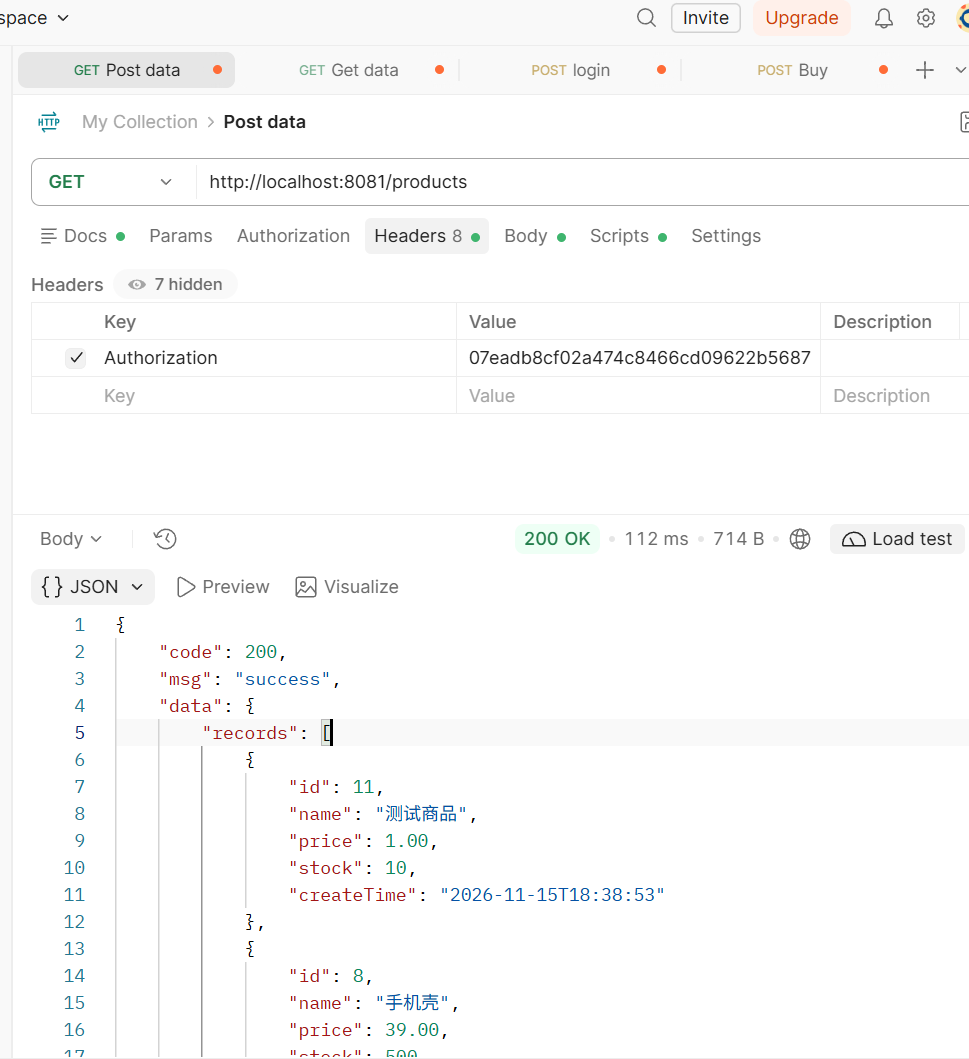 space
Invite
Upgrade
GET Post data
GET Get data
POST login
POST Buy
HTTP
My Collection > Post data
GET
http://localhost:8081/products
Docs
Params
Authorization
Headers 8
Body
Scripts
Settings
Headers
7 hidden
Key
Value
Description
Authorization
07eadb8cf02a474c8466cd09622b5687
Key
Value
Description
Body
200 OK
112 ms
714 B
Load test
{} JSON
Preview
Visualize
1 {
2 "code": 200,
3 "msg": "success",
4 "data": {
5 "records": [
6 {
7 "id": 11,
8 "name": "测试商品",
9 "price": 1.00,
10 "stock": 10,
11 "createTime": "2026-11-15T18:38:53"
12 },
13 {
14 "id": 8,
15 "name": "手机壳",
16 "price": 39.00,
17 "stock": 500